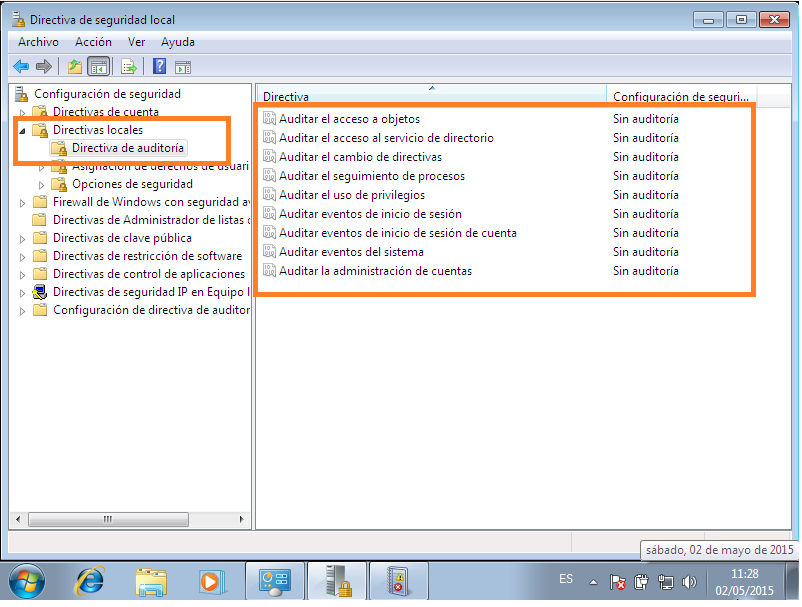 Directiva de seguridad local
Archivo Acción Ver Ayuda
Configuración de seguridad
Directivas de cuenta
Directivas locales
Directiva de auditoría
Asignación de derechos de usuari
Opciones de seguridad
Firewall de Windows con seguridad av
Directivas de Administrador de listas d
Directivas de clave pública
Directivas de restricción de software
Directivas de control de aplicaciones
Directivas de seguridad IP en Equipo l
Configuración de directiva de auditor
Directiva Configuración de seguri...
Auditar el acceso a objetos Sin auditoría
Auditar el acceso al servicio de directorio Sin auditoría
Auditar el cambio de directivas Sin auditoría
Auditar el seguimiento de procesos Sin auditoría
Auditar el uso de privilegios Sin auditoría
Auditar eventos de inicio de sesión Sin auditoría
Auditar eventos de inicio de sesión de cuenta Sin auditoría
Auditar eventos del sistema Sin auditoría
Auditar la administración de cuentas Sin auditoría
sábado, 02 de mayo de 2015
ES
11:28
02/05/2015